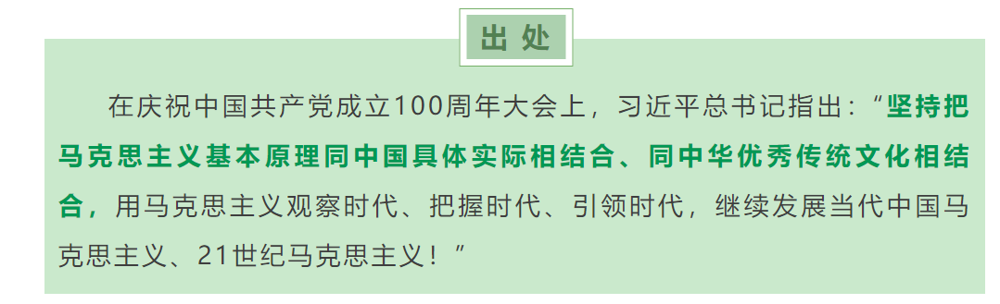 出处
在庆祝中国共产党成立100周年大会上，习近平总书记指出：“坚持把
马克思主义基本原理同中国具体实际相结合、同中华优秀传统文化相结
合，用马克思主义观察时代、把握时代、引领时代，继续发展当代中国马
克思主义、21世纪马克思主义！”